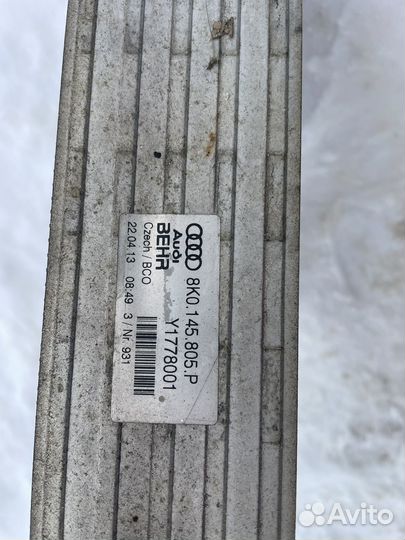 8K0.145.805.P
Audi
BEHR Y1778001
Czech / BCO
22.04.13 08:49 3 / Nr. 931
Avito